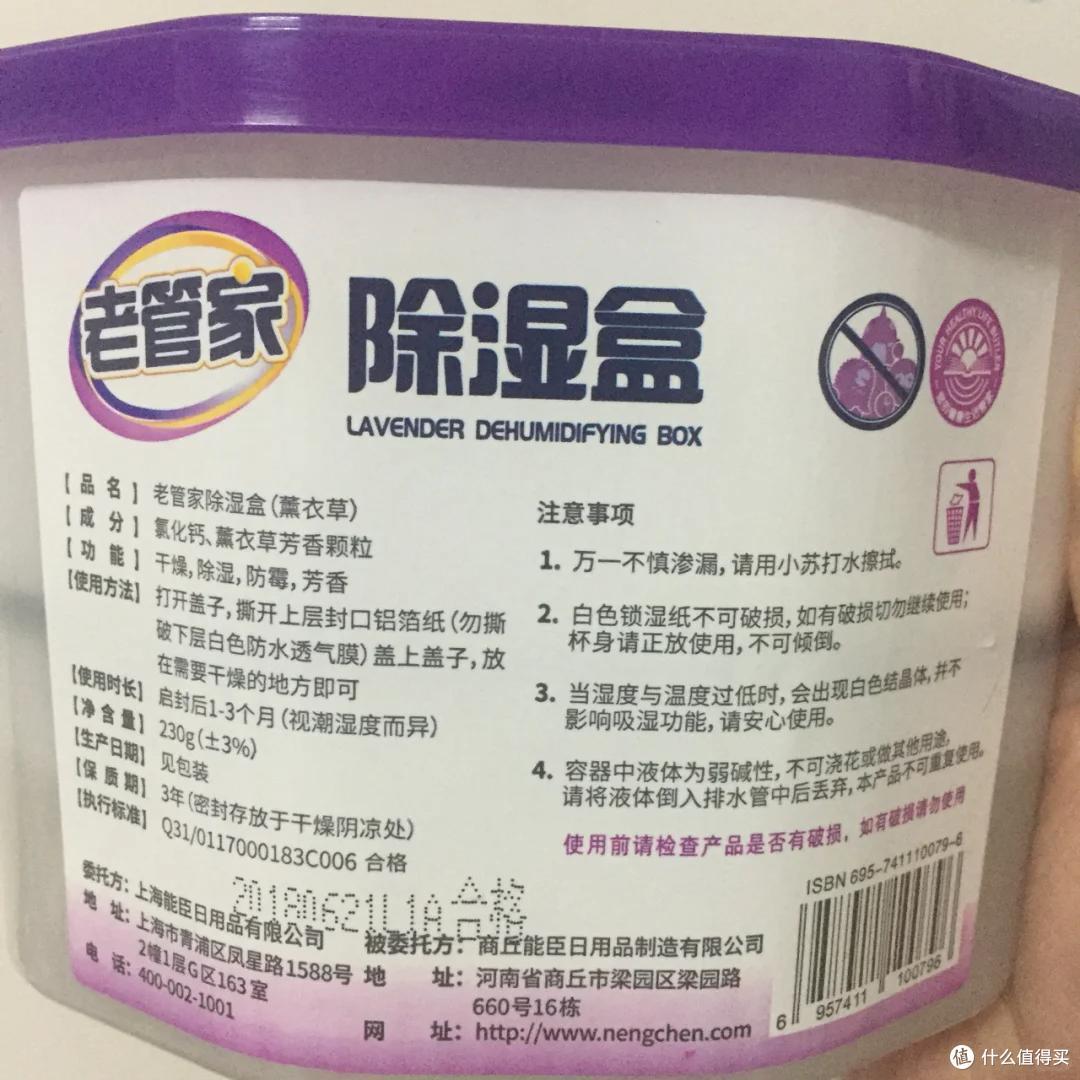 老管家
除湿盒
LAVENDER DEHUMIDIFYING BOX
YOUR HEALTHY LIFE BUTLER
【品名】老管家除湿盒(薰衣草)
【成分】氯化钙、薰衣草芳香颗粒
【功能】干燥,除湿,防霉,芳香
【使用方法】打开盖子,撕开上层封口铝箔纸(勿撕
破下层白色防水透气膜)盖上盖子,放
在需要干燥的地方即可
【使用时长】启封后1-3个月(视潮湿度而异)
【净含量】230g(±3%)
【生产日期】见包装
【保质期】3年(密封存放于干燥阴凉处)
【执行标准】Q31/0117000183C006 合格
20180621L1A 合格
委托方:上海能臣日用品有限公司
地址:上海市青浦区凤星路1588号
2幢1层G区163室
电话:400-002-1001
注意事项
1. 万一不慎渗漏,请用小苏打水擦拭。
2. 白色锁湿纸不可破损,如有破损切勿继续使用;
杯身请正放使用,不可倾倒。
3. 当湿度与温度过低时,会出现白色结晶体,并不
影响吸湿功能,请安心使用。
4. 容器中液体为弱碱性,不可浇花或做其他用途,
请将液体倒入排水管中后丢弃,本产品不可重复使用。
使用前请检查产品是否有破损,如有破损请勿使用
被委托方:商丘能臣日用品制造有限公司
地址:河南省商丘市梁园区梁园路
660号16栋
网址:http://www.nengchen.com
ISBN 695-741110079-6
6 957411 100796
值 什么值得买